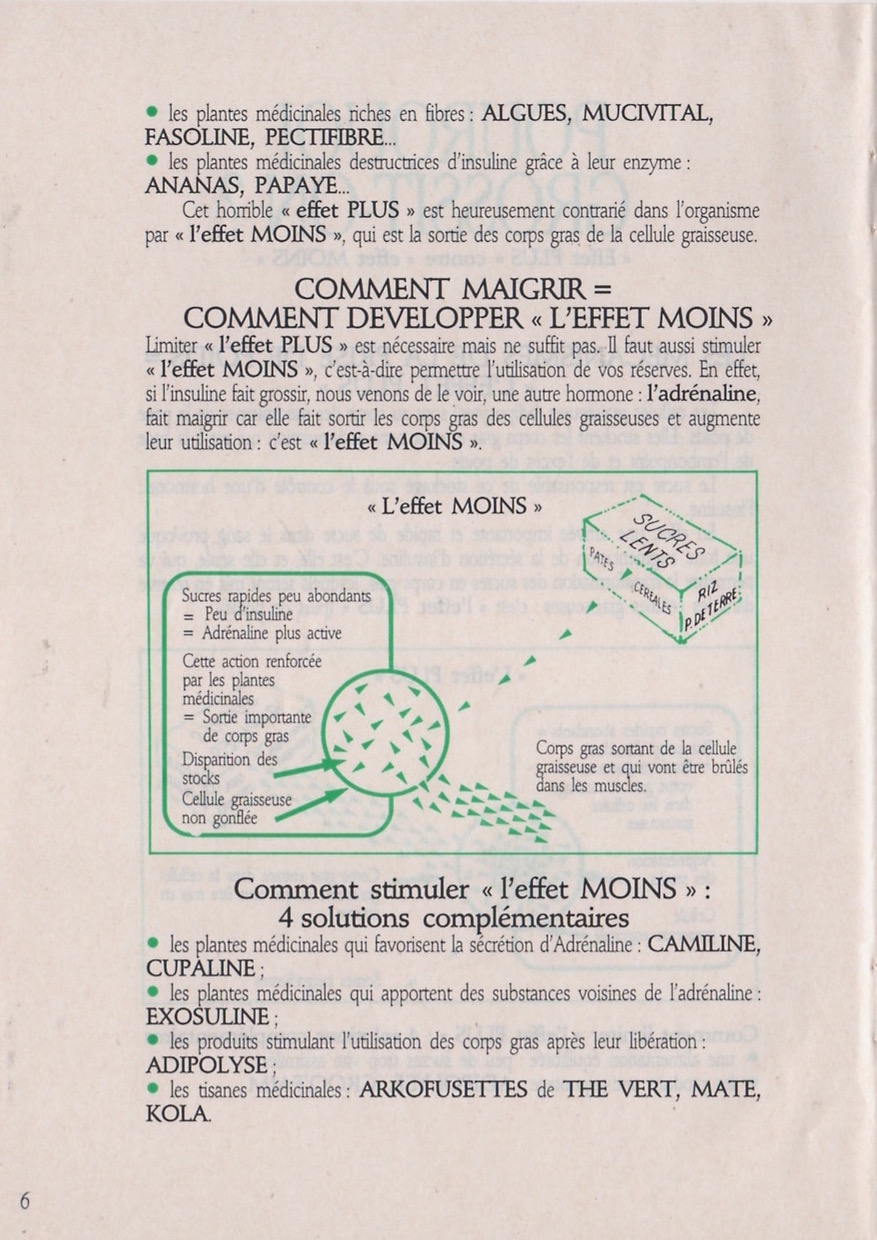 • les plantes médicinales riches en fibres : ALGUES, MUCIVITAL,
FASOLINE, PECTIFIBRE...
• les plantes médicinales destructrices d'insuline grâce à leur enzyme :
ANANAS, PAPAYE...
Cet horrible « effet PLUS » est heureusement contrarié dans l'organisme
par « l'effet MOINS », qui est la sortie des corps gras de la cellule graisseuse.
COMMENT MAIGRIR =
COMMENT DEVELOPPER « L'EFFET MOINS »
Limiter « l'effet PLUS » est nécessaire mais ne suffit pas. Il faut aussi stimuler
« l'effet MOINS », c'est-à-dire permettre l'utilisation de vos réserves. En effet,
si l'insuline fait grossir, nous venons de le voir, une autre hormone : l'adrénaline,
fait maigrir car elle fait sortir les corps gras des cellules graisseuses et augmente
leur utilisation : c'est « l'effet MOINS ».
« L'effet MOINS »
SUCRES
LENTS
PATES
CEREALES
RIZ
P. DE TERRE
Sucres rapides peu abondants
= Peu d'insuline
= Adrénaline plus active
Cette action renforcée
par les plantes
médicinales
= Sortie importante
de corps gras
Disparition des
stocks
Cellule graisseuse
non gonflée
Corps gras sortant de la cellule
graisseuse et qui vont être brûlés
dans les muscles.
Comment stimuler « l'effet MOINS » :
4 solutions complémentaires
• les plantes médicinales qui favorisent la sécrétion d'Adrénaline : CAMILINE,
CUPALINE ;
• les plantes médicinales qui apportent des substances voisines de l'adrénaline :
EXOSULINE ;
• les produits stimulant l'utilisation des corps gras après leur libération :
ADIPOLYSE ;
• les tisanes médicinales : ARKOFUSETTES de THE VERT, MATE,
KOLA.
6